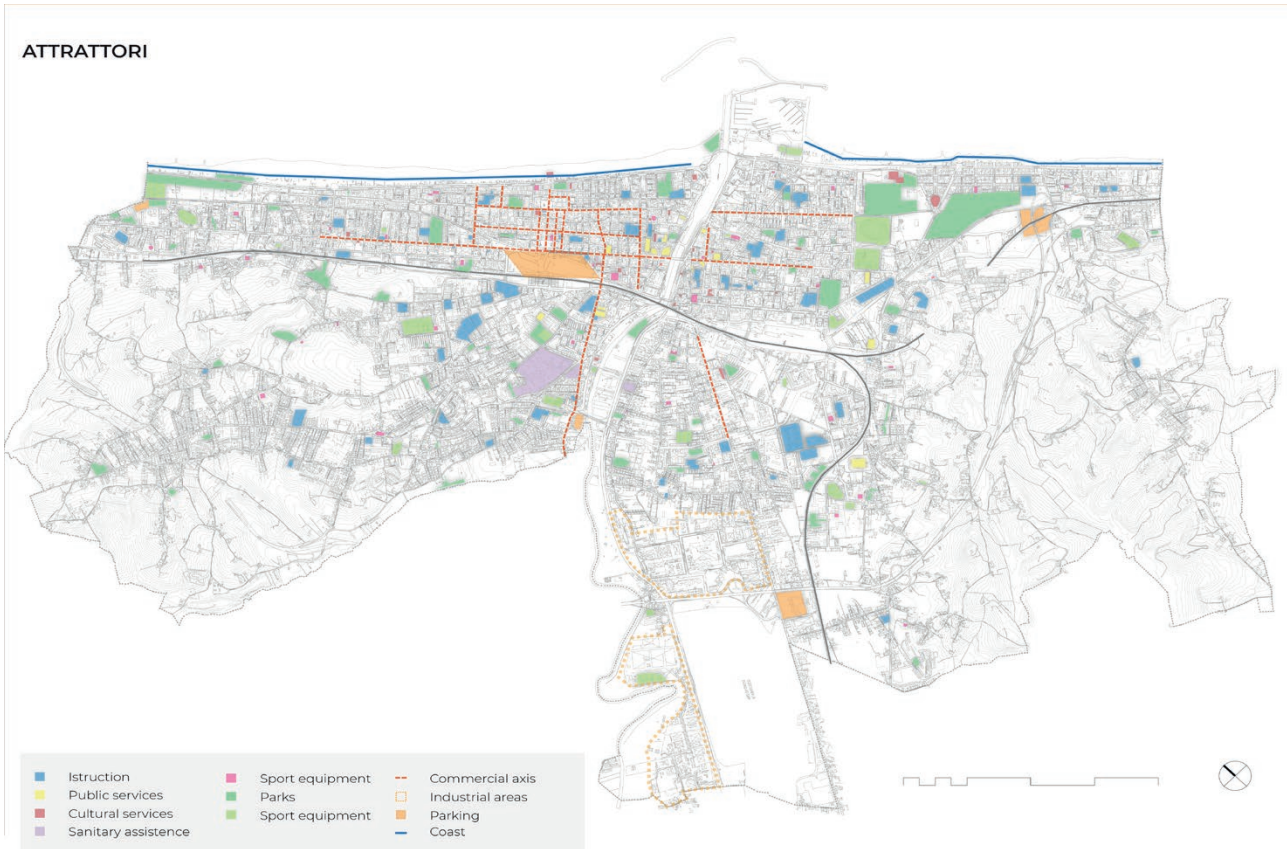 ATTRATTORI
Istruction
Public services
Cultural services
Sanitary assistence
Sport equipment
Parks
Sport equipment
Commercial axis
Industrial areas
Parking
Coast